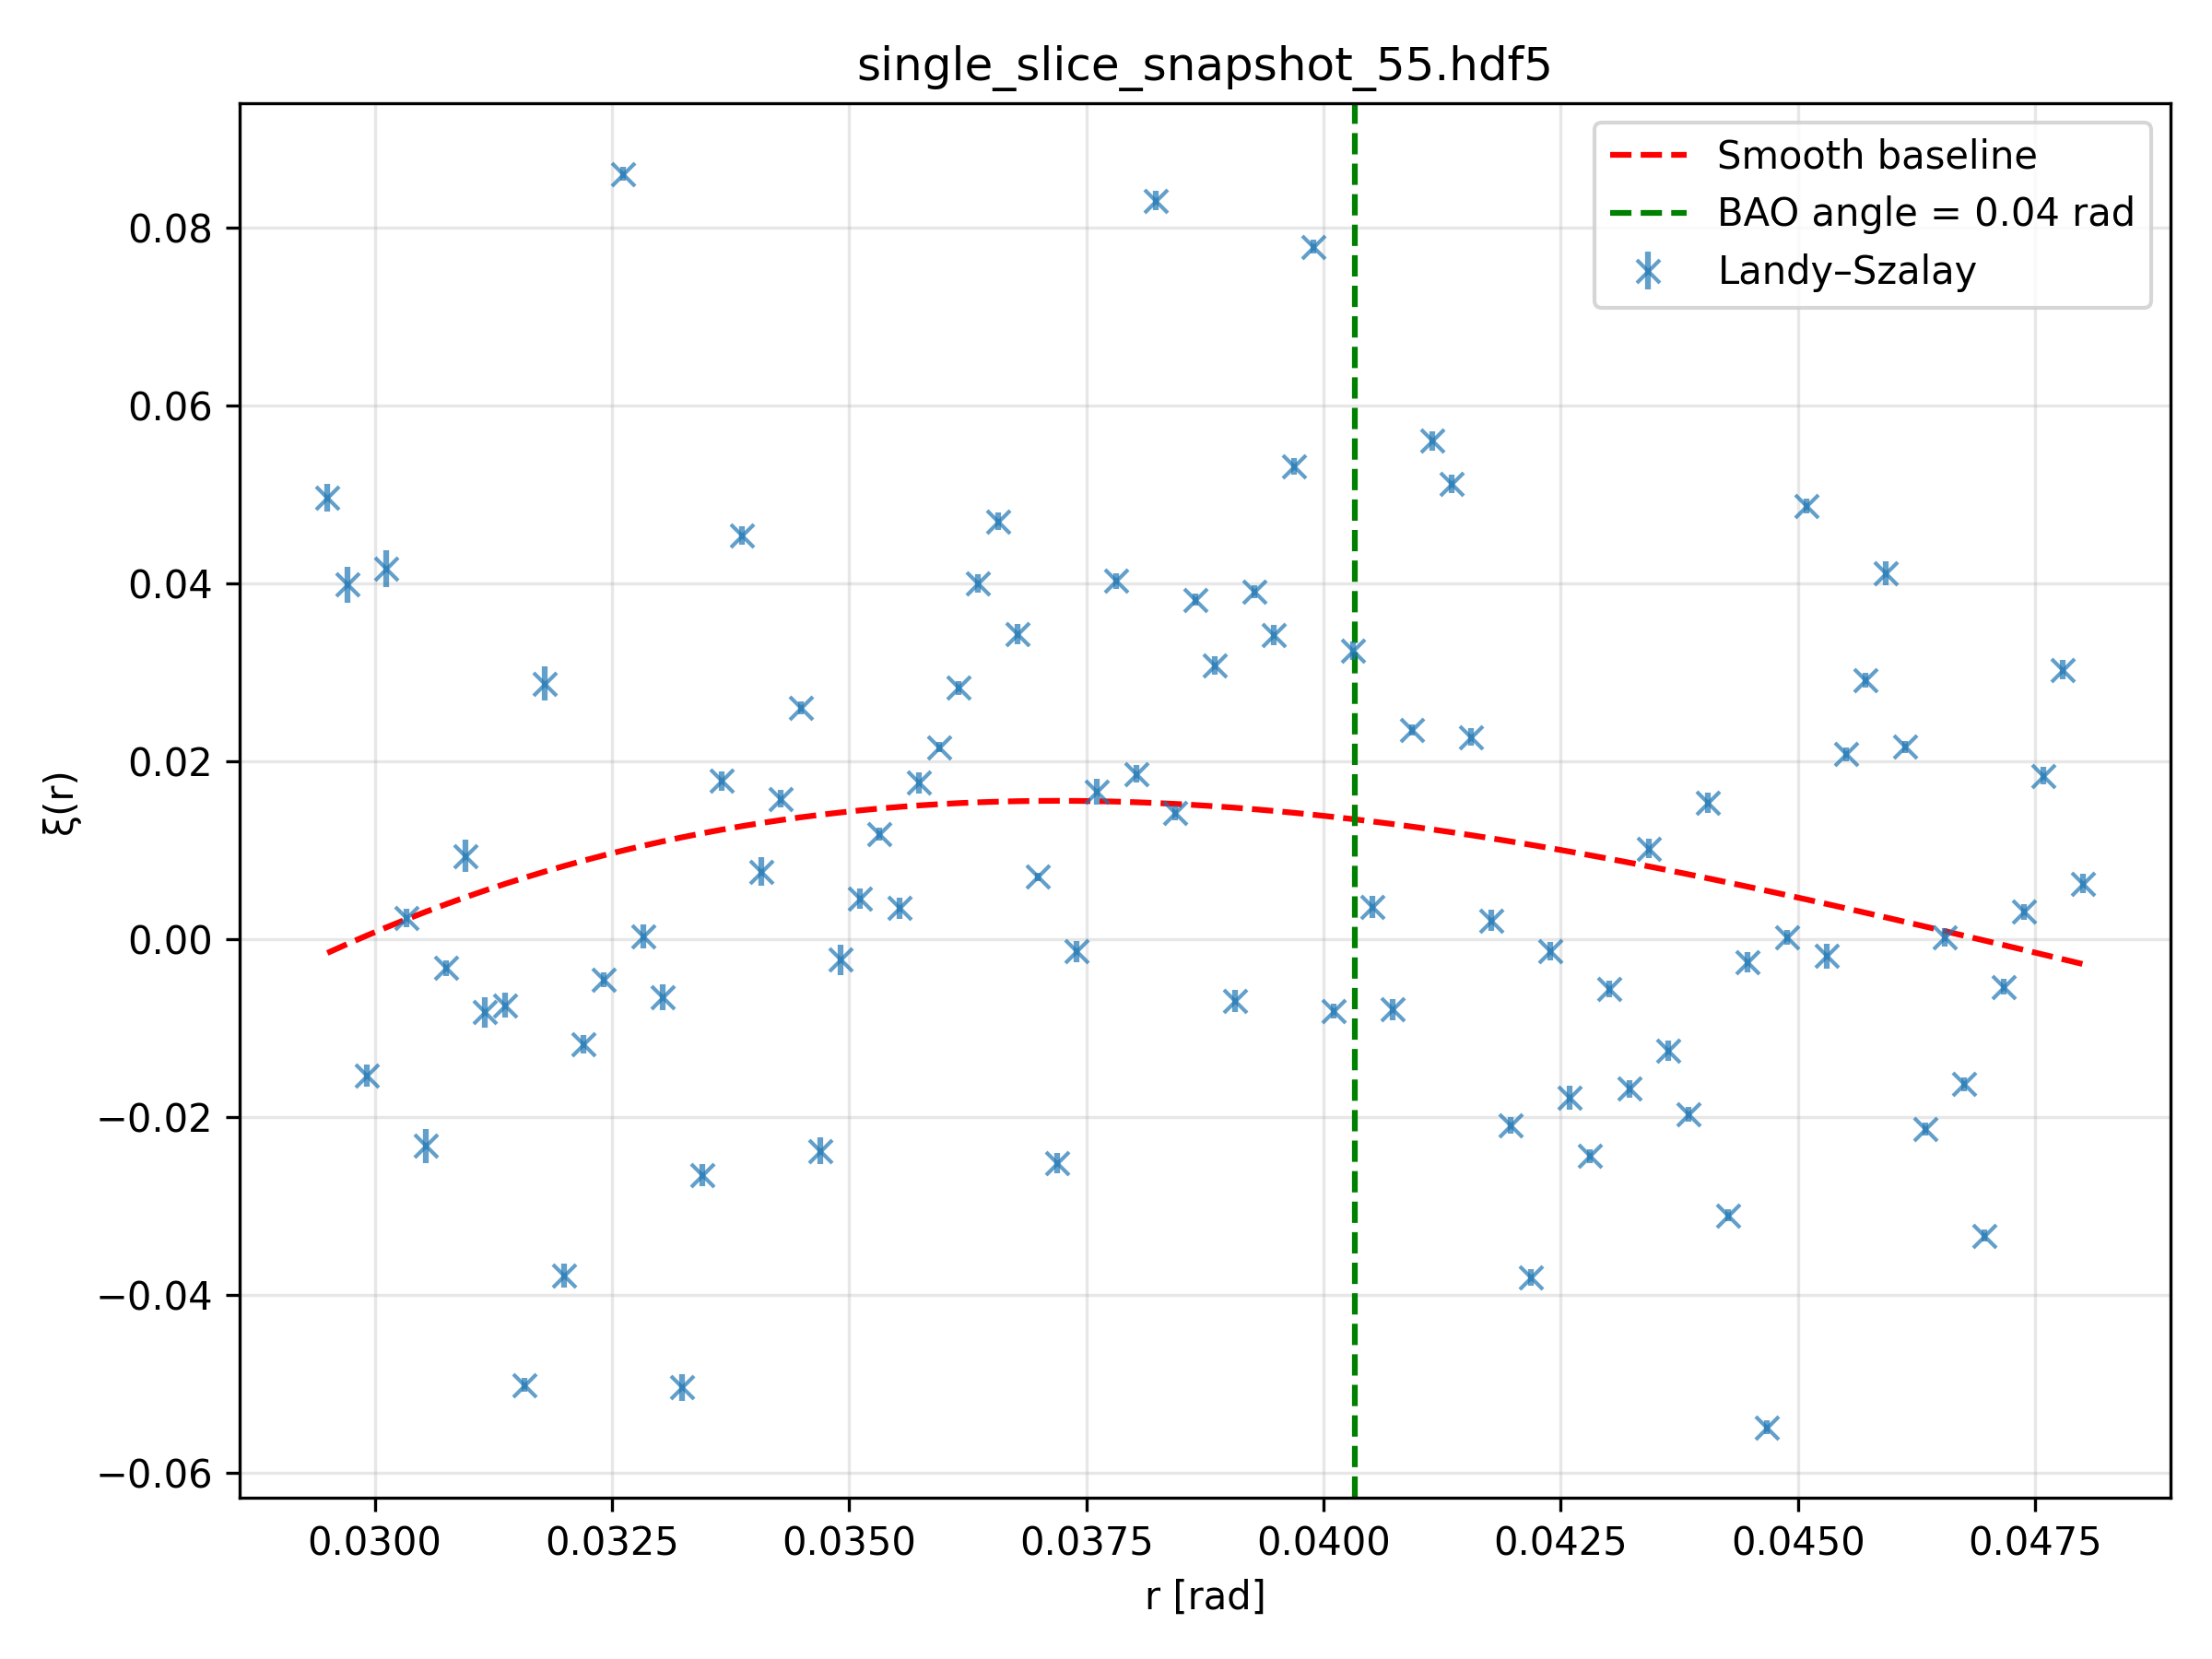 single_slice_snapshot_55.hdf5
Smooth baseline
BAO angle = 0.04 rad
Landy–Szalay
ξ(r)
0.08
0.06
0.04
0.02
0.00
−0.02
−0.04
−0.06
0.0300 0.0325 0.0350 0.0375 0.0400 0.0425 0.0450 0.0475
r [rad]